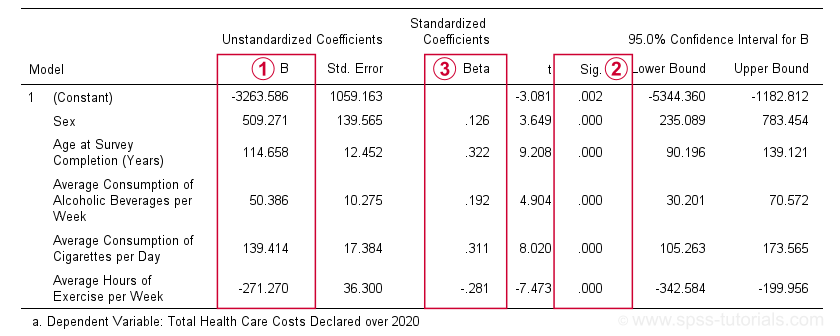 Unstandardized Coefficients Standardized Coefficients 95.0% Confidence Interval for B
Model 1 B Std. Error 3 Beta t Sig. 2 Lower Bound Upper Bound
1 (Constant) -3263.586 1059.163 -3.081 .002 -5344.360 -1182.812
Sex 509.271 139.565 .126 3.649 .000 235.089 783.454
Age at Survey Completion (Years) 114.658 12.452 .322 9.208 .000 90.196 139.121
Average Consumption of Alcoholic Beverages per Week 50.386 10.275 .192 4.904 .000 30.201 70.572
Average Consumption of Cigarettes per Day 139.414 17.384 .311 8.020 .000 105.263 173.565
Average Hours of Exercise per Week -271.270 36.300 -.281 -7.473 .000 -342.584 -199.956
a. Dependent Variable: Total Health Care Costs Declared over 2020
© www.spss-tutorials.com